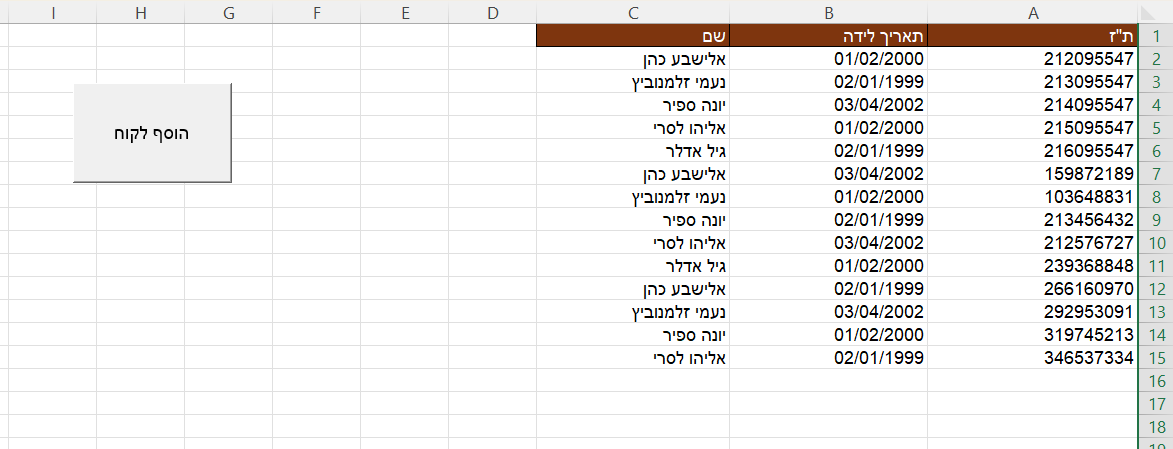 A B C D E F G H I
1 ת"ז תאריך לידה שם
2 212095547 01/02/2000 אלישבע כהן
3 213095547 02/01/1999 נעמי זלמנוביץ
4 214095547 03/04/2002 יונה ספיר
5 215095547 01/02/2000 אליהו לסרי
6 216095547 02/01/1999 גיל אדלר
7 159872189 03/04/2002 אלישבע כהן
8 103648831 01/02/2000 נעמי זלמנוביץ
9 213456432 02/01/1999 יונה ספיר
10 212576727 03/04/2002 אליהו לסרי
11 239368848 01/02/2000 גיל אדלר
12 266160970 02/01/1999 אלישבע כהן
13 292953091 03/04/2002 נעמי זלמנוביץ
14 319745213 01/02/2000 יונה ספיר
15 346537334 02/01/1999 אליהו לסרי
16
17
18
19
הוסף לקוח